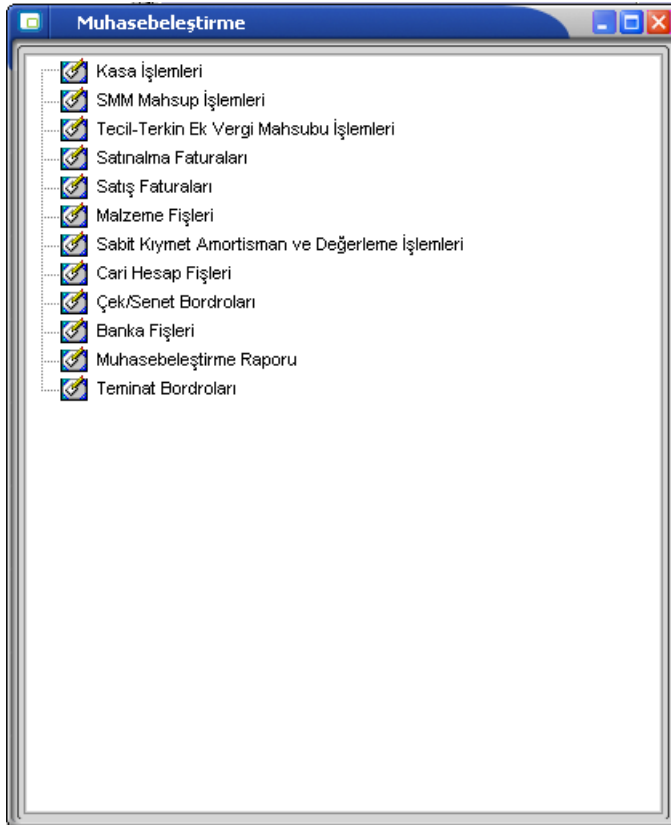 Muhasebeleştirme
Kasa İşlemleri
SMM Mahsup İşlemleri
Tecil-Terkin Ek Vergi Mahsubu İşlemleri
Satınalma Faturaları
Satış Faturaları
Malzeme Fişleri
Sabit Kıymet Amortisman ve Değerleme İşlemleri
Cari Hesap Fişleri
Çek/Senet Bordroları
Banka Fişleri
Muhasebeleştirme Raporu
Teminat Bordroları